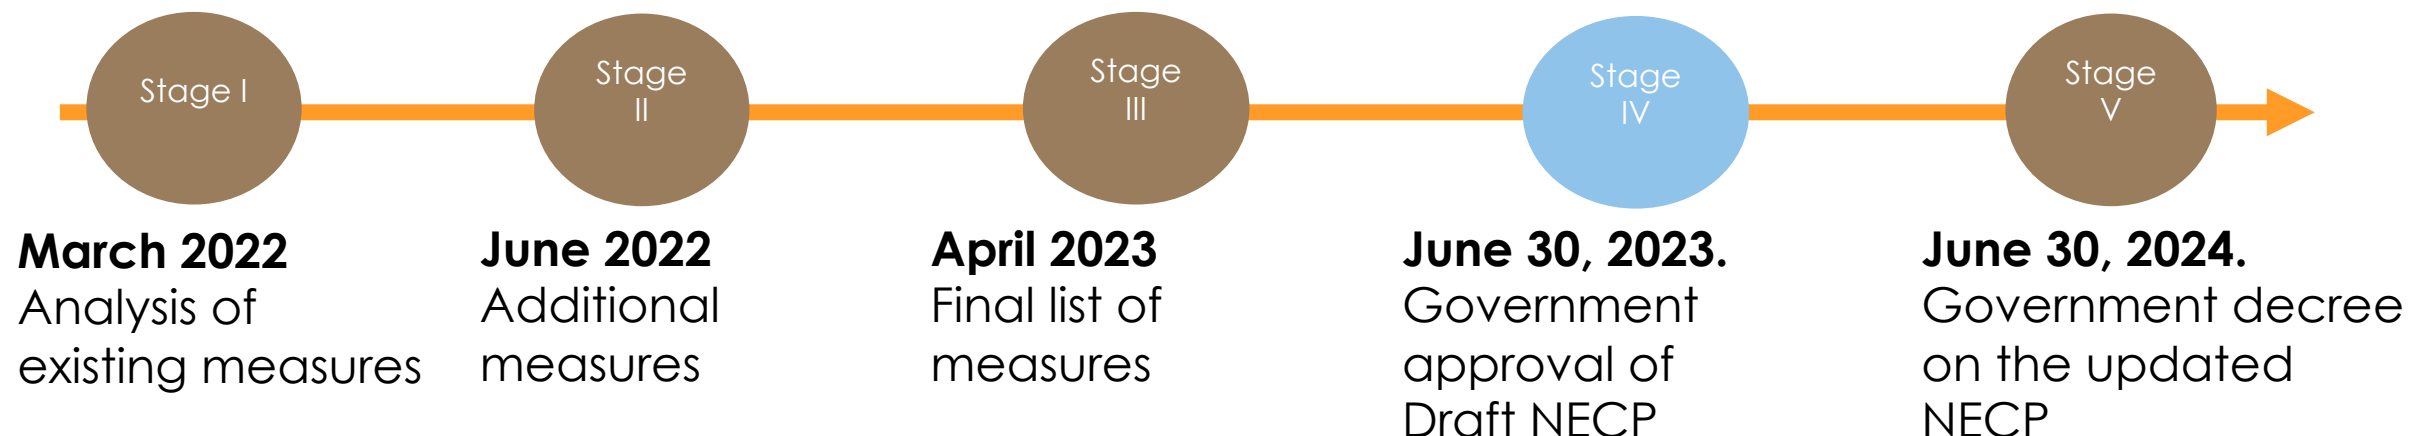 Stage I
Stage
II
Stage
III
Stage
IV
Stage
V
March 2022
Analysis of
existing measures
June 2022
Additional
measures
April 2023
Final list of
measures
June 30, 2023.
Government
approval of
Draft NECP
June 30, 2024.
Government decree
on the updated
NECP